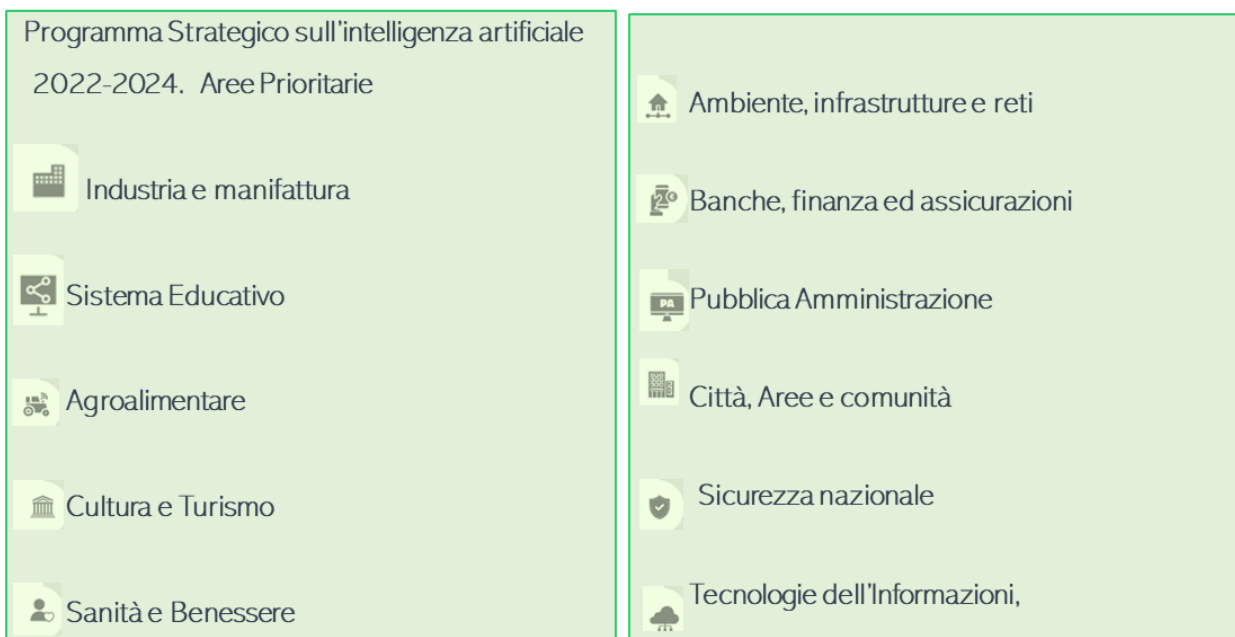 Programma Strategico sull'intelligenza artificiale
2022-2024. Aree Prioritarie
Industria e manifattura
Sistema Educativo
Agroalimentare
Cultura e Turismo
Sanità e Benessere
Ambiente, infrastrutture e reti
Banche, finanza ed assicurazioni
PA
Pubblica Amministrazione
Città, Aree e comunità
Sicurezza nazionale
Tecnologie dell'Informazioni,